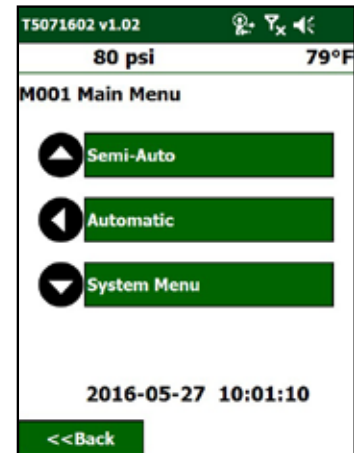 T5071602 v1.02
80 psi 79°F
M001 Main Menu
Semi-Auto
Automatic
System Menu
2016-05-27 10:01:10
<<Back